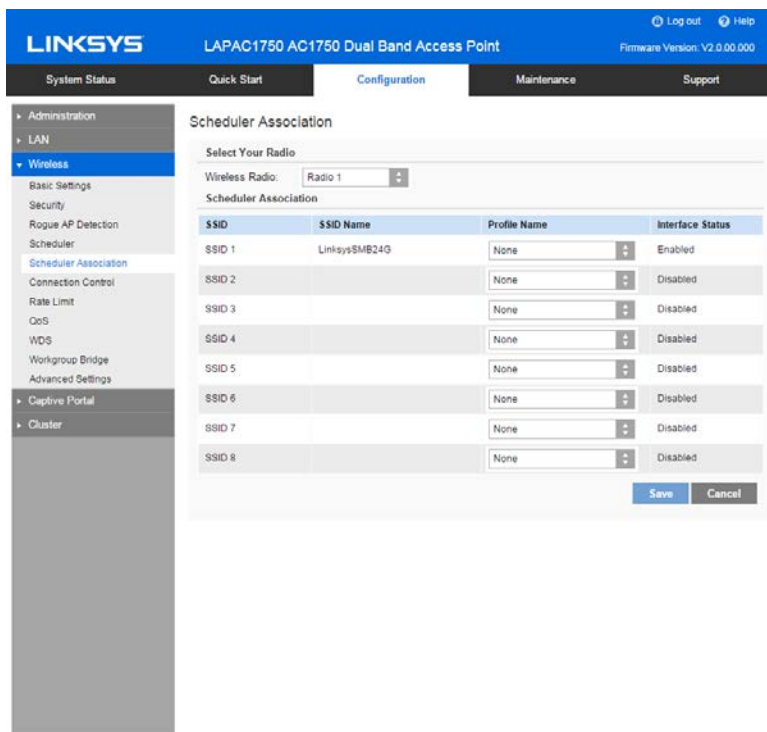 Log out Help
LINKSYS LAPAC1750 AC1750 Dual Band Access Point Firmware Version: V2.0.00.000
System Status Quick Start Configuration Maintenance Support
Administration
LAN
Wireless
Basic Settings
Security
Rogue AP Detection
Scheduler
Scheduler Association
Connection Control
Rate Limit
QoS
WDS
Workgroup Bridge
Advanced Settings
Captive Portal
Cluster
Scheduler Association
Select Your Radio
Wireless Radio: Radio 1
Scheduler Association
SSID SSID Name Profile Name Interface Status
SSID 1 LinksysSMB24G None Enabled
SSID 2 None Disabled
SSID 3 None Disabled
SSID 4 None Disabled
SSID 5 None Disabled
SSID 6 None Disabled
SSID 7 None Disabled
SSID 8 None Disabled
Save Cancel